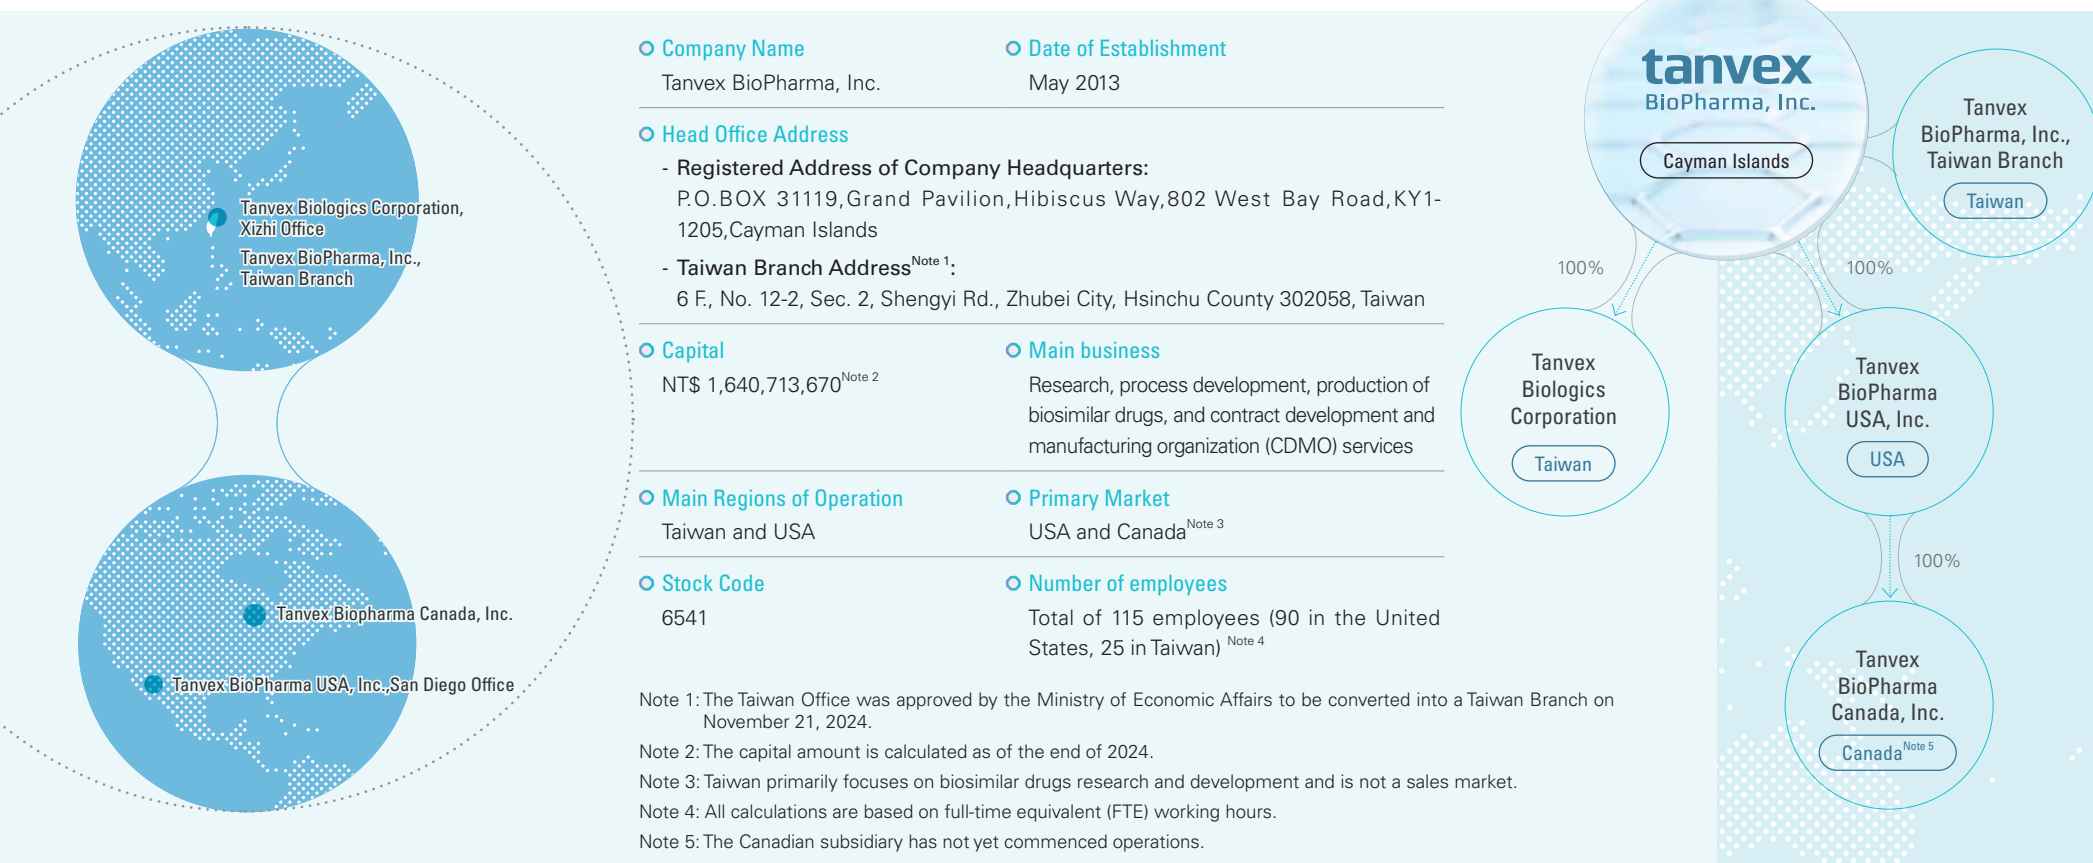 Tanvex Biologics Corporation,
Xizhi Office
Tanvex BioPharma, Inc.,
Taiwan Branch
Tanvex Biopharma Canada, Inc.
Tanvex BioPharma USA, Inc.,San Diego Office
Company Name
Tanvex BioPharma, Inc.
Date of Establishment
May 2013
Head Office Address
- Registered Address of Company Headquarters:
P.O.BOX 31119,Grand Pavilion,Hibiscus Way,802 West Bay Road,KY1-
1205,Cayman Islands
- Taiwan Branch Address Note 1:
6 F., No. 12-2, Sec. 2, Shengyi Rd., Zhubei City, Hsinchu County 302058, Taiwan
Capital
NT$ 1,640,713,670 Note 2
Main business
Research, process development, production of
biosimilar drugs, and contract development and
manufacturing organization (CDMO) services
Main Regions of Operation
Taiwan and USA
Primary Market
USA and Canada Note 3
Stock Code
6541
Number of employees
Total of 115 employees (90 in the United
States, 25 in Taiwan) Note 4
Note 1: The Taiwan Office was approved by the Ministry of Economic Affairs to be converted into a Taiwan Branch on
November 21, 2024.
Note 2: The capital amount is calculated as of the end of 2024.
Note 3: Taiwan primarily focuses on biosimilar drugs research and development and is not a sales market.
Note 4: All calculations are based on full-time equivalent (FTE) working hours.
Note 5: The Canadian subsidiary has not yet commenced operations.
tanvex
BioPharma, Inc.
Cayman Islands
Tanvex
BioPharma, Inc.,
Taiwan Branch
Taiwan
100%
100%
Tanvex
Biologics
Corporation
Taiwan
Tanvex
BioPharma
USA, Inc.
USA
100%
Tanvex
BioPharma
Canada, Inc.
Canada Note 5